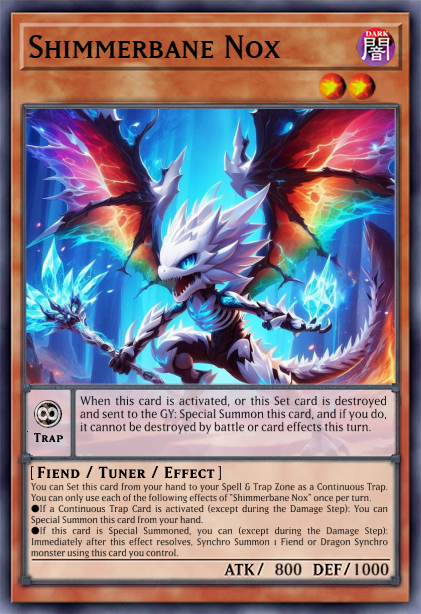 Shimmerbane Nox
DARK
闇
When this card is activated, or this Set card is destroyed
and sent to the GY: Special Summon this card, and if you do,
it cannot be destroyed by battle or card effects this turn.
Trap
[ Fiend / Tuner / Effect ]
You can Set this card from your hand to your Spell & Trap Zone as a Continuous Trap.
You can only use each of the following effects of "Shimmerbane Nox" once per turn.
●If a Continuous Trap Card is activated (except during the Damage Step): You can
Special Summon this card from your hand.
●If this card is Special Summoned, you can (except during the Damage Step):
Immediately after this effect resolves, Synchro Summon 1 Fiend or Dragon Synchro
monster using this card you control.
ATK/ 800 DEF/1000